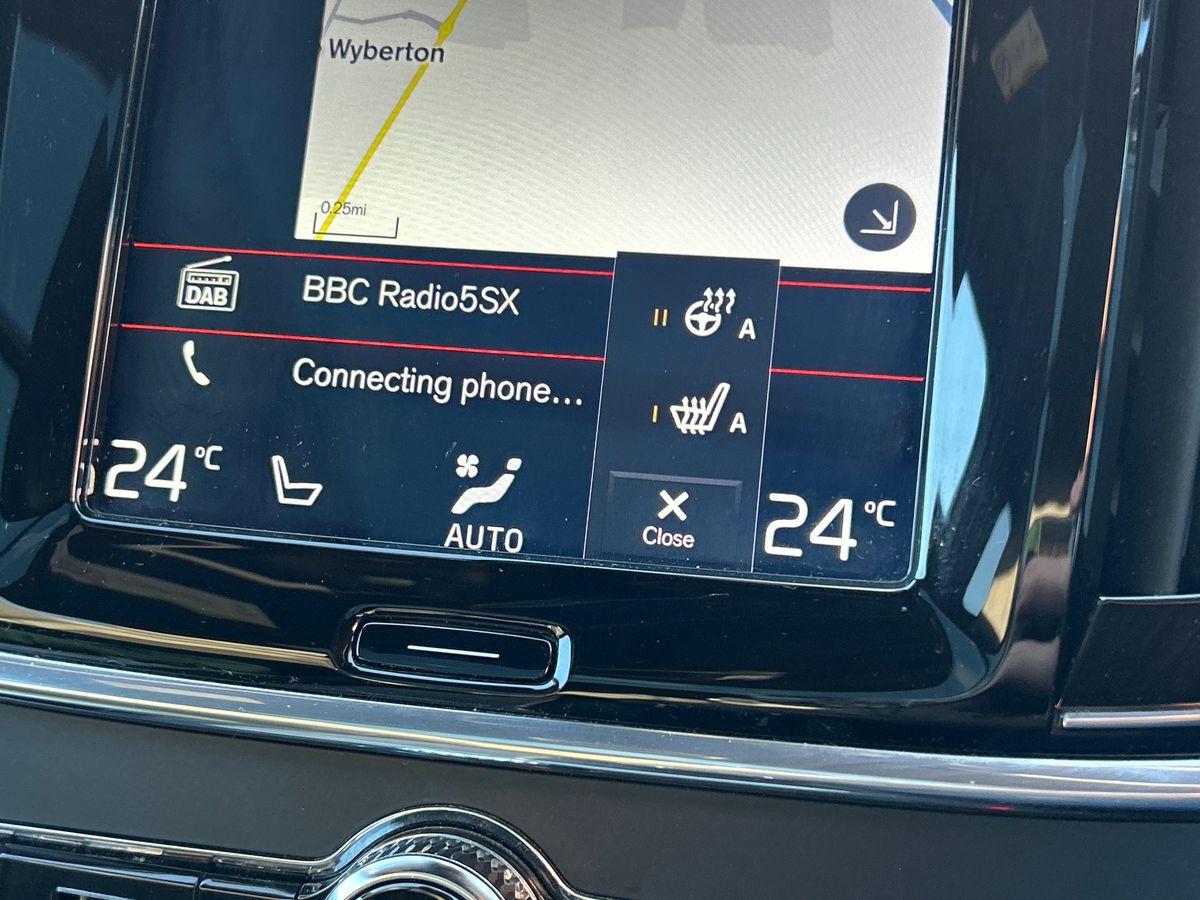 Wyberton
0.25mi
DAB
BBC Radio5SX
II
A
Connecting phone...
I
A
24°C
AUTO
Close
24°C